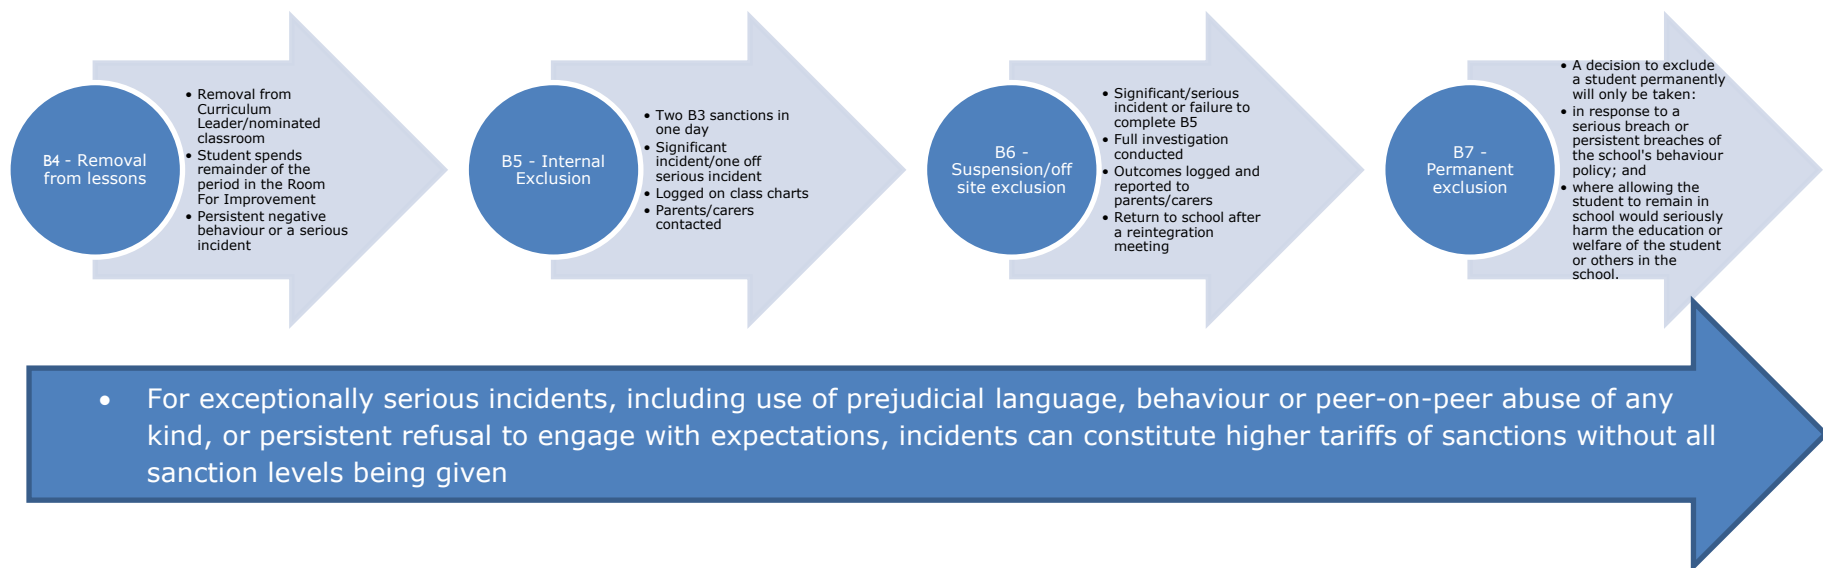 B4 - Removal
from lessons
• Removal from
Curriculum
Leader/nominated
classroom
• Student spends
remainder of the
period in the Room
For Improvement
• Persistent negative
behaviour or a serious
incident
B5 - Internal
Exclusion
• Two B3 sanctions in
one day
• Significant
incident/one off
serious incident
• Logged on class charts
• Parents/carers
contacted
B6 -
Suspension/off
site exclusion
• Significant/serious
incident or failure to
complete B5
• Full investigation
conducted
• Outcomes logged and
reported to
parents/carers
• Return to school after
a reintegration
meeting
B7 -
Permanent
exclusion
• A decision to exclude
a student permanently
will only be taken:
• in response to a
serious breach or
persistent breaches of
the school's behaviour
policy; and
• where allowing the
student to remain in
school would seriously
harm the education or
welfare of the student
or others in the
school.
• For exceptionally serious incidents, including use of prejudicial language, behaviour or peer-on-peer abuse of any
kind, or persistent refusal to engage with expectations, incidents can constitute higher tariffs of sanctions without all
sanction levels being given